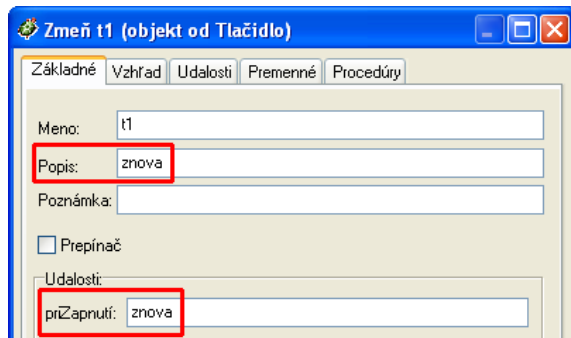 Zmeň t1 (objekt od Tlačidlo)
Základné Vzhľad Udalosti Premenné Procedúry
Meno: t1
Popis: znova
Poznámka:
Prepínač
Udalosti:
priZapnutí: znova